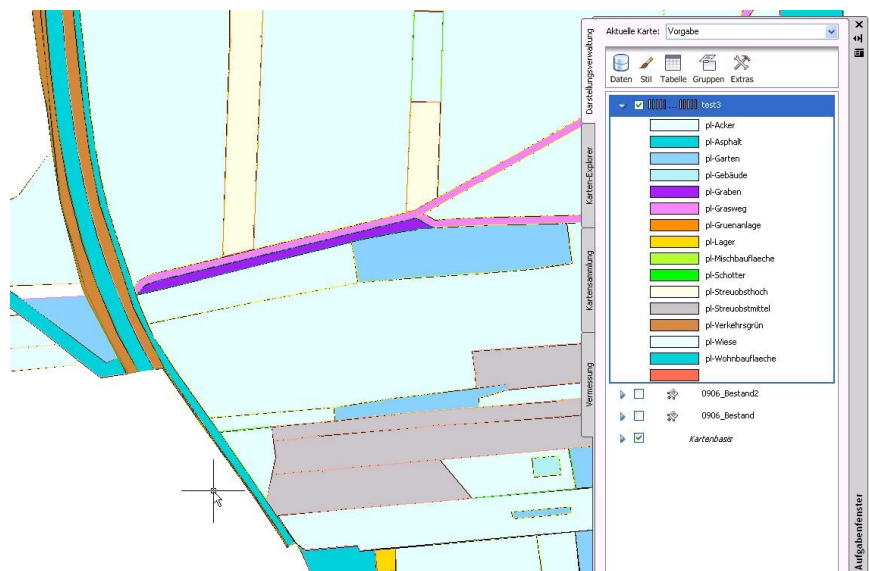 Aktuelle Karte: Vorgabe
Daten Stil Tabelle Gruppen Extras
test3
pl-Acker
pl-Asphalt
pl-Garten
pl-Gebäude
pl-Graben
pl-Grasweg
pl-Gruenanlage
pl-Lager
pl-Mischbauflaeche
pl-Schotter
pl-Streuobsthoch
pl-Streuobstmittel
pl-Verkehrsgrün
pl-Wiese
pl-Wohnbauflaeche
0906_Bestand2
0906_Bestand
Kartenbasis
Darstellungsverwaltung
Karten-Explorer
Kartensammlung
Vermessung
Aufgabenfenster